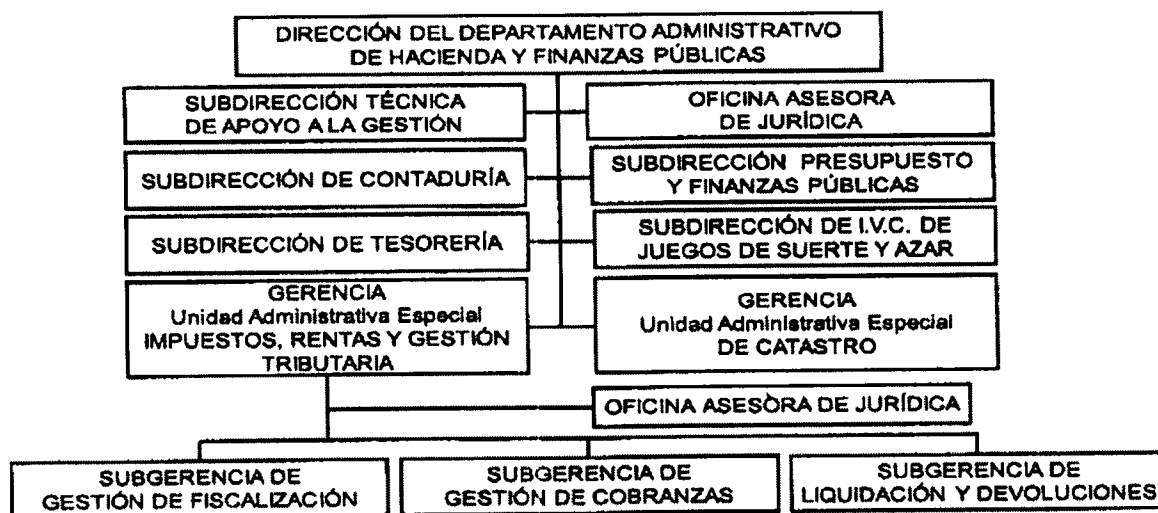 DIRECCIÓN DEL DEPARTAMENTO ADMINISTRATIVO
DE HACIENDA Y FINANZAS PÚBLICAS
SUBDIRECCIÓN TÉCNICA
DE APOYO A LA GESTIÓN
OFICINA ASESORA
DE JURÍDICA
SUBDIRECCIÓN DE CONTADURÍA
SUBDIRECCIÓN PRESUPUESTO
Y FINANZAS PÚBLICAS
SUBDIRECCIÓN DE TESORERÍA
SUBDIRECCIÓN DE I.V.C. DE
JUEGOS DE SUERTE Y AZAR
GERENCIA
Unidad Administrativa Especial
IMPUESTOS, RENTAS Y GESTIÓN
TRIBUTARIA
GERENCIA
Unidad Administrativa Especial
DE CATASTRO
OFICINA ASESORA DE JURÍDICA
SUBGERENCIA DE
GESTIÓN DE FISCALIZACIÓN
SUBGERENCIA DE
GESTIÓN DE COBRANZAS
SUBGERENCIA DE
LIQUIDACIÓN Y DEVOLUCIONES